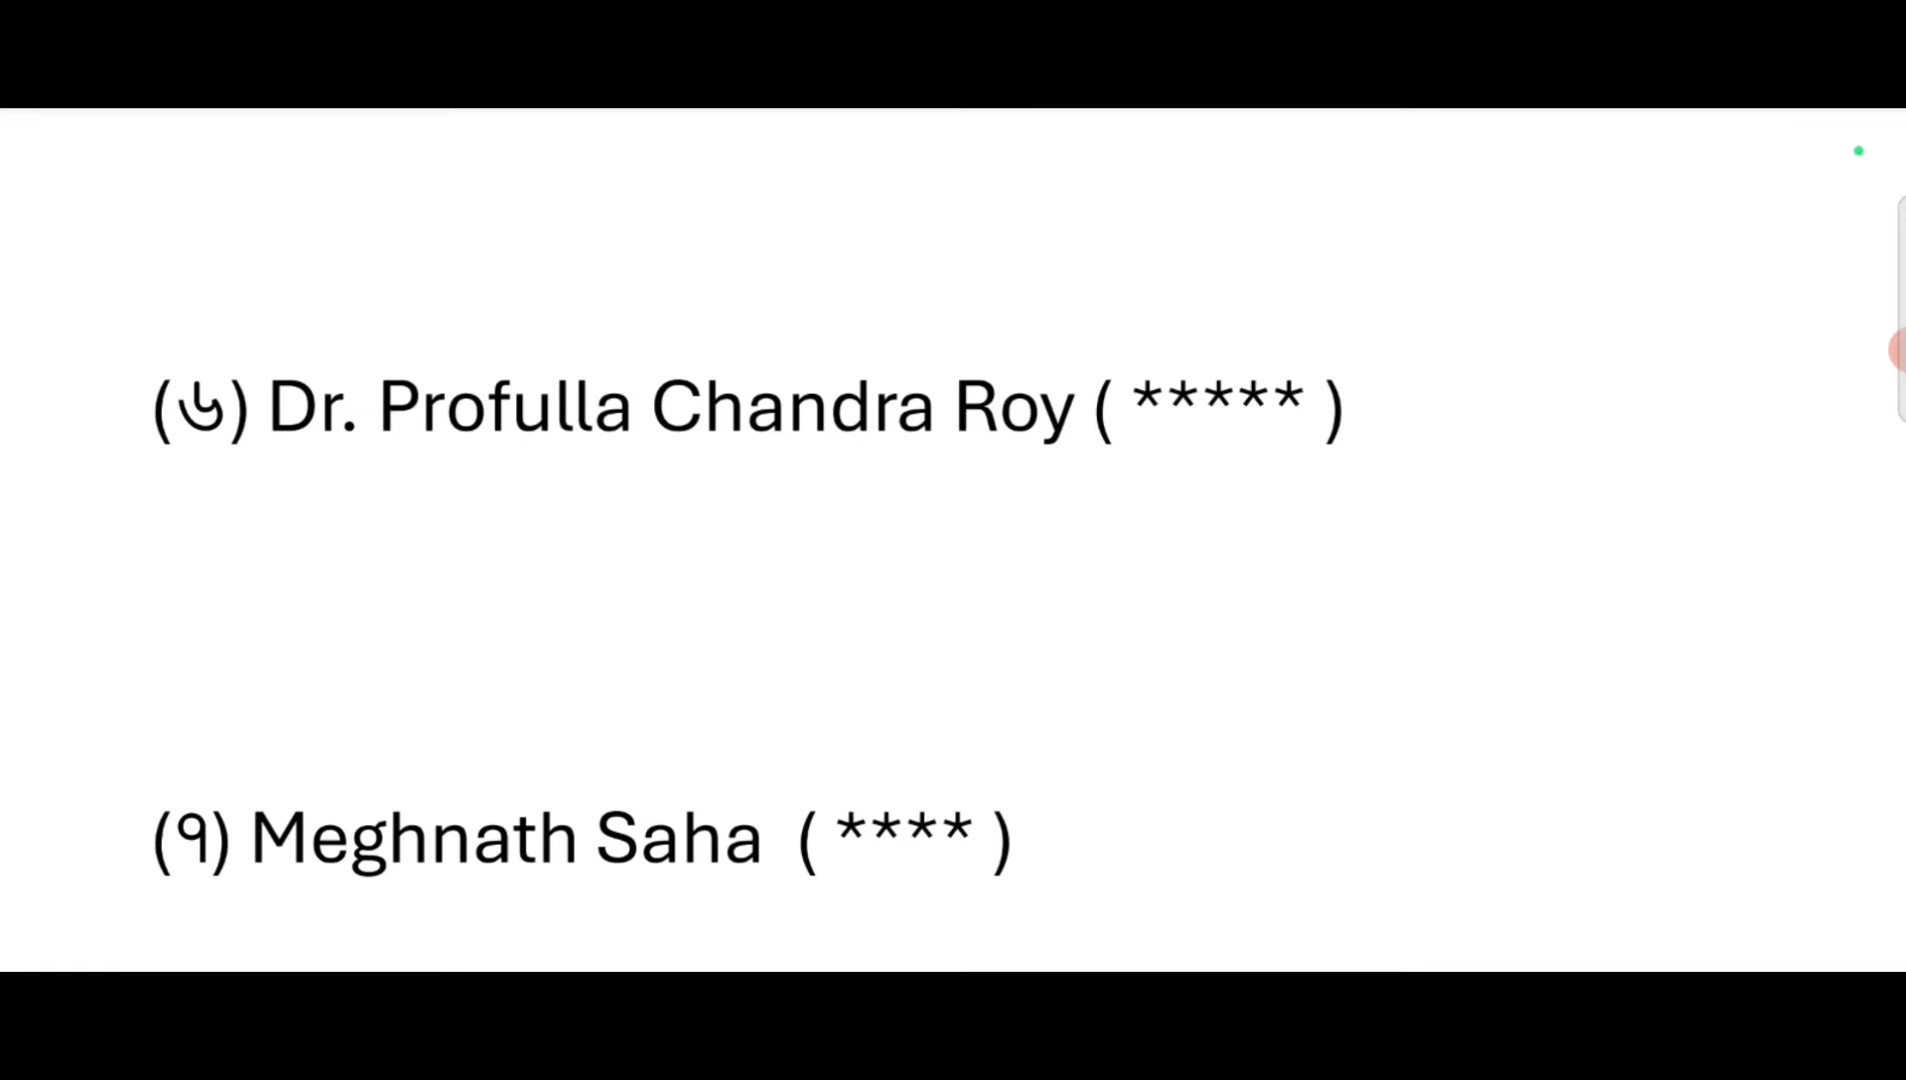 (৬) Dr. Profulla Chandra Roy ( ***** )
(৭) Meghnath Saha  ( **** )